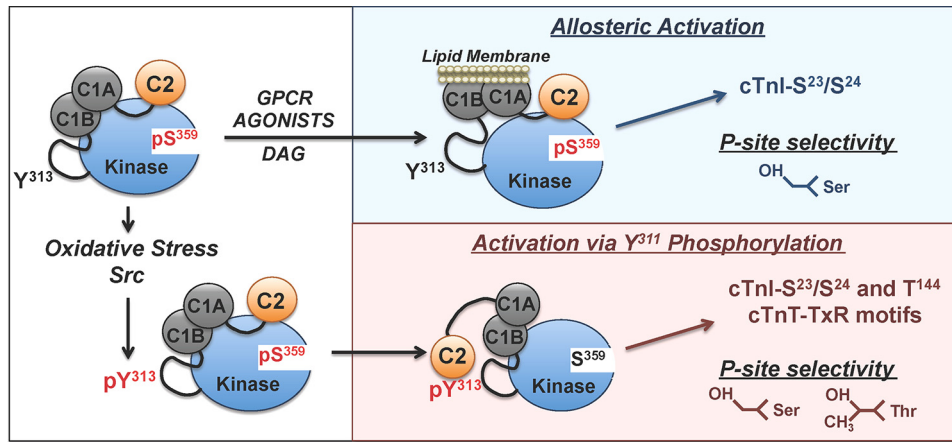 C1A
C2
C1B
pS³⁵⁹
Kinase
Y³¹³
GPCR
AGONISTS
DAG
Oxidative Stress
Src
C1A
C2
C1B
pS³⁵⁹
pY³¹³
Kinase
Allosteric Activation
Lipid Membrane
C1B
C1A
C2
pS³⁵⁹
Y³¹³
Kinase
cTnI-S²³/S²⁴
P-site selectivity
OH
Ser
Activation via Y³¹¹ Phosphorylation
C1A
C1B
C2
S³⁵⁹
pY³¹³
Kinase
cTnI-S²³/S²⁴ and T¹⁴⁴
cTnT-TxR motifs
P-site selectivity
OH
Ser
OH
CH₃
Thr